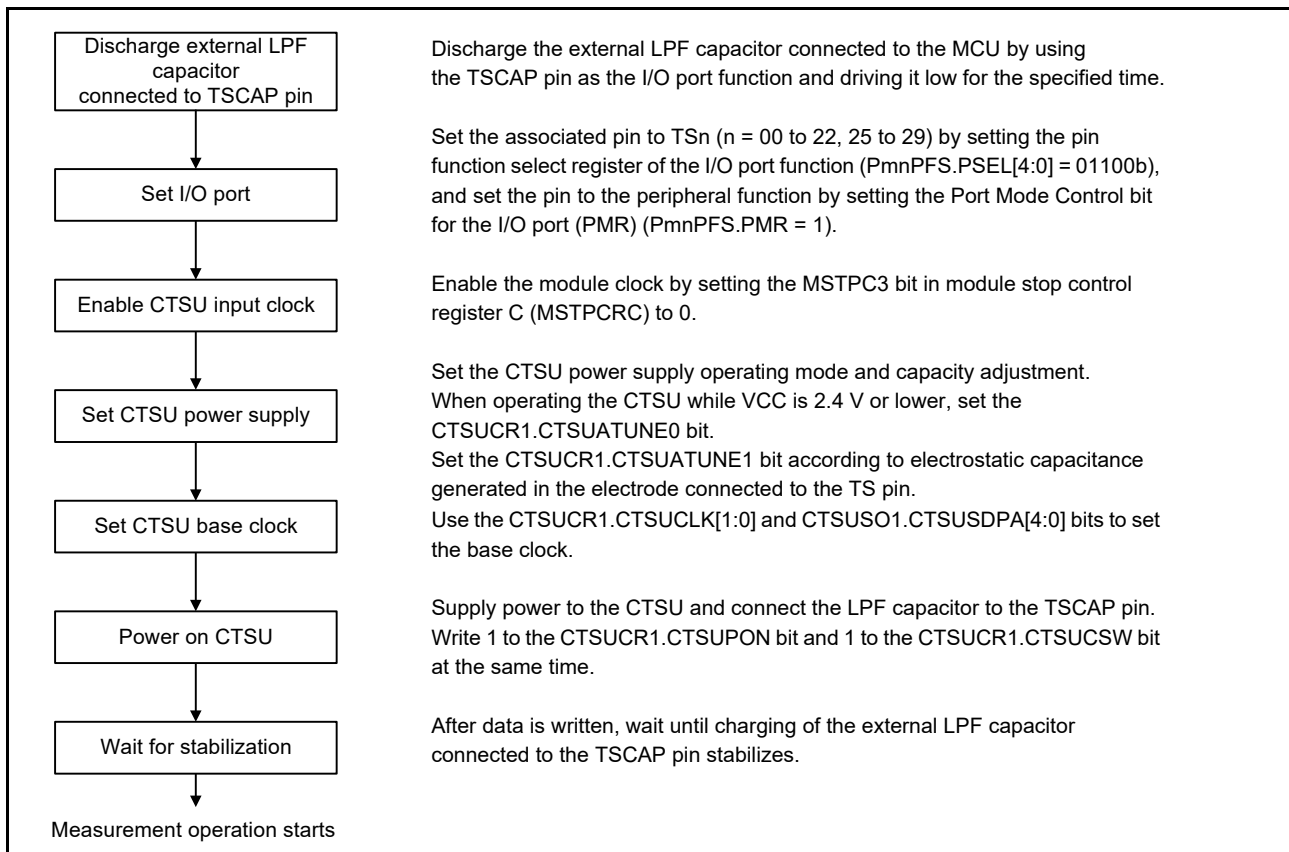 Discharge external LPF
capacitor
connected to TSCAP pin
Discharge the external LPF capacitor connected to the MCU by using
the TSCAP pin as the I/O port function and driving it low for the specified time.
Set I/O port
Set the associated pin to TSn (n = 00 to 22, 25 to 29) by setting the pin
function select register of the I/O port function (PmnPFS.PSEL[4:0] = 01100b),
and set the pin to the peripheral function by setting the Port Mode Control bit
for the I/O port (PMR) (PmnPFS.PMR = 1).
Enable CTSU input clock
Enable the module clock by setting the MSTPC3 bit in module stop control
register C (MSTPCRC) to 0.
Set CTSU power supply
Set the CTSU power supply operating mode and capacity adjustment.
When operating the CTSU while VCC is 2.4 V or lower, set the
CTSUCR1.CTSUATUNE0 bit.
Set the CTSUCR1.CTSUATUNE1 bit according to electrostatic capacitance
generated in the electrode connected to the TS pin.
Set CTSU base clock
Use the CTSUCR1.CTSUCLK[1:0] and CTSUSO1.CTSUSDPA[4:0] bits to set
the base clock.
Power on CTSU
Supply power to the CTSU and connect the LPF capacitor to the TSCAP pin.
Write 1 to the CTSUCR1.CTSUPON bit and 1 to the CTSUCR1.CTSUCSW bit
at the same time.
Wait for stabilization
After data is written, wait until charging of the external LPF capacitor
connected to the TSCAP pin stabilizes.
Measurement operation starts